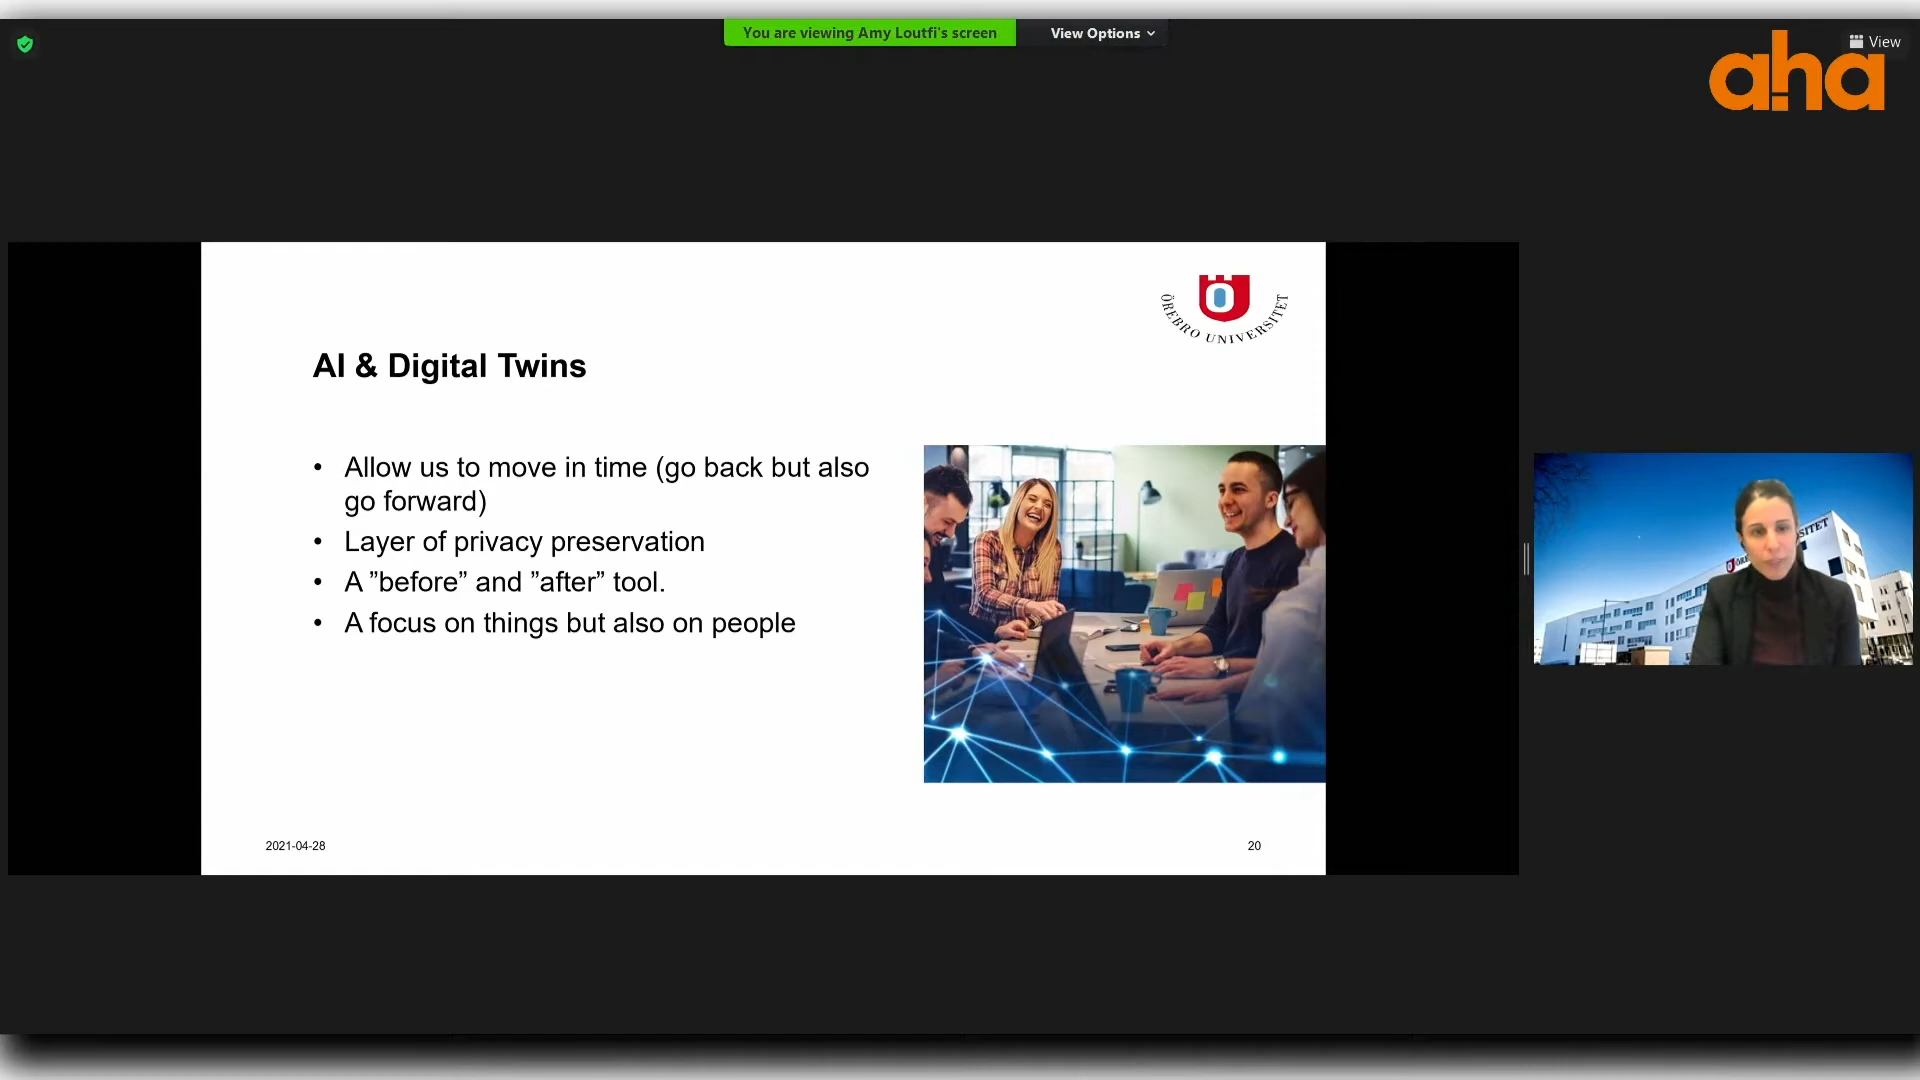 You are viewing Amy Loutfi's screen
View Options
View
aha
ÖREBRO UNIVERSITET
AI & Digital Twins
• Allow us to move in time (go back but also
go forward)
• Layer of privacy preservation
• A ”before” and ”after” tool.
• A focus on things but also on people
SITET
2021-04-28
20